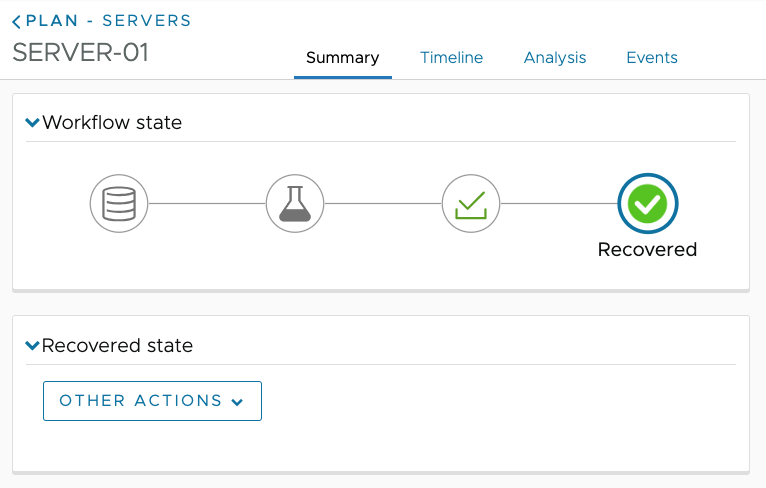 PLAN - SERVERS
SERVER-01
Summary Timeline Analysis Events
Workflow state
Recovered
Recovered state
OTHER ACTIONS